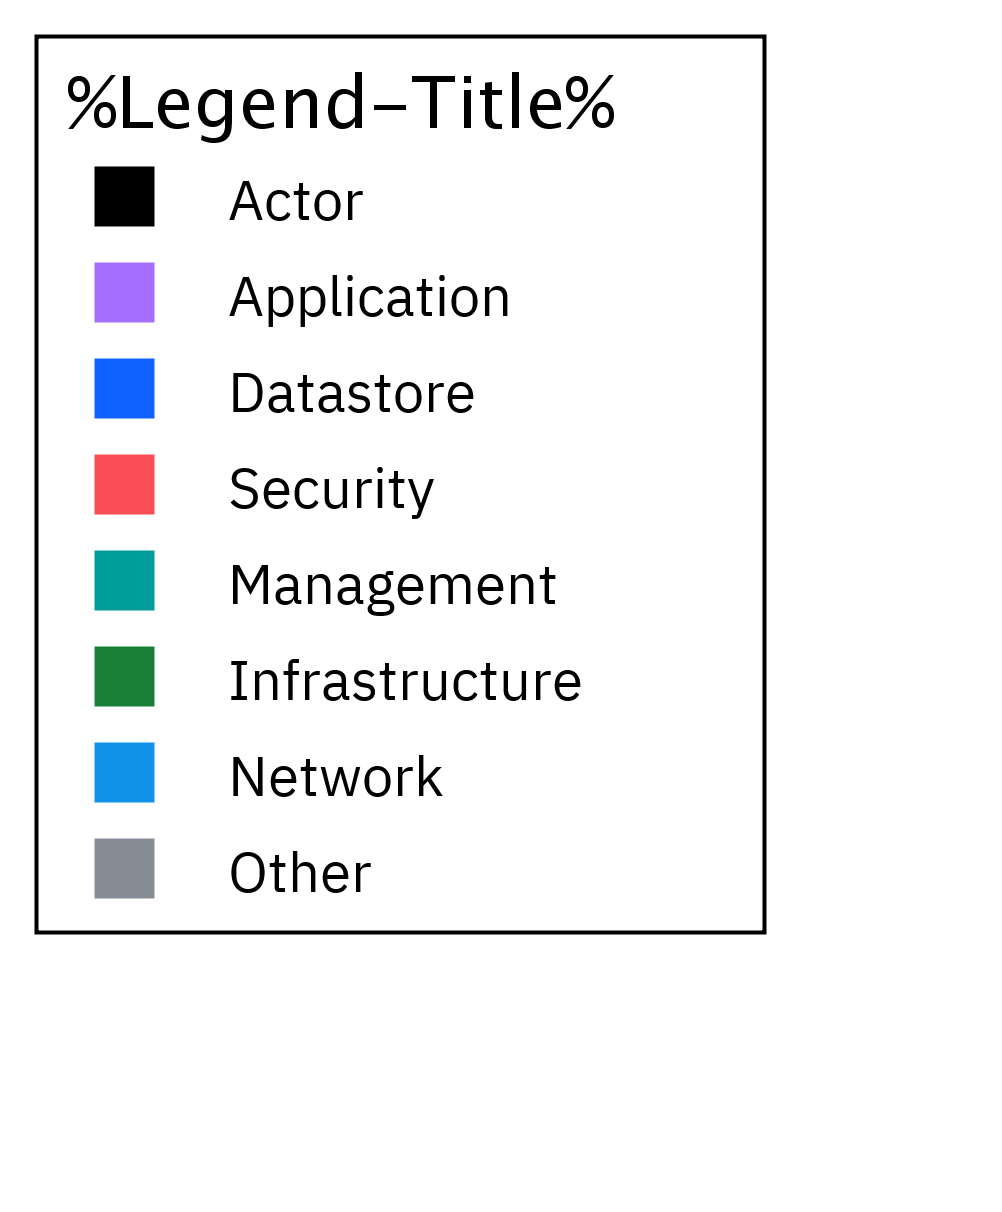 %Legend-Title%
Actor
Application
Datastore
Security
Management
Infrastructure
Network
Other